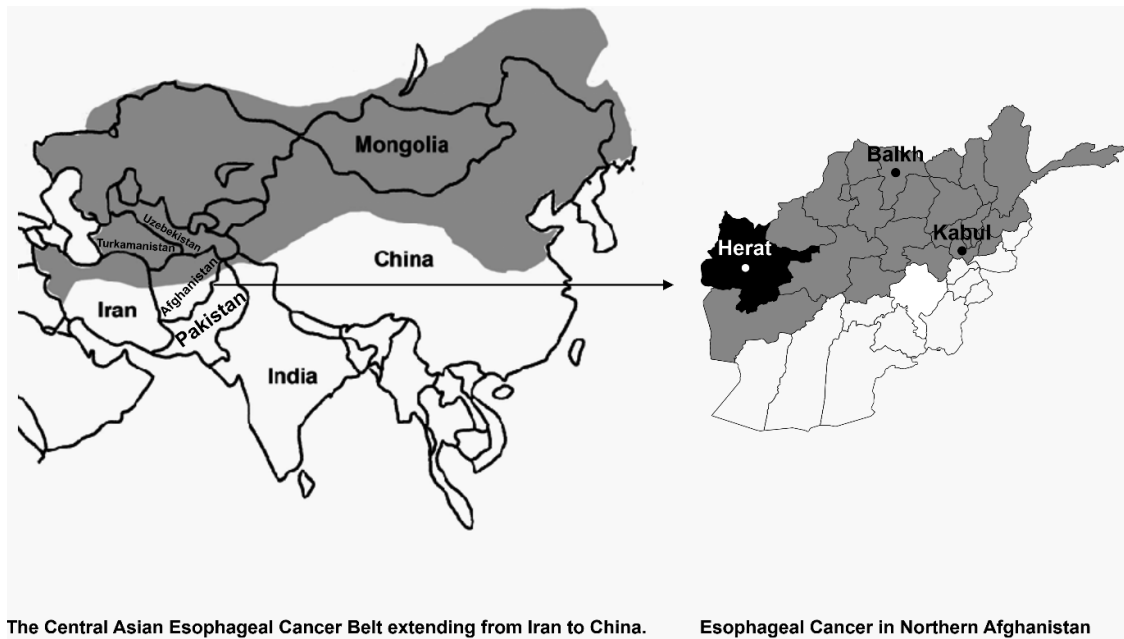 Mongolia
Uzebekistan
Turkamanistan
China
Afghanistan
Iran
Pakistan
India
Balkh
Kabul
Herat
The Central Asian Esophageal Cancer Belt extending from Iran to China.
Esophageal Cancer in Northern Afghanistan